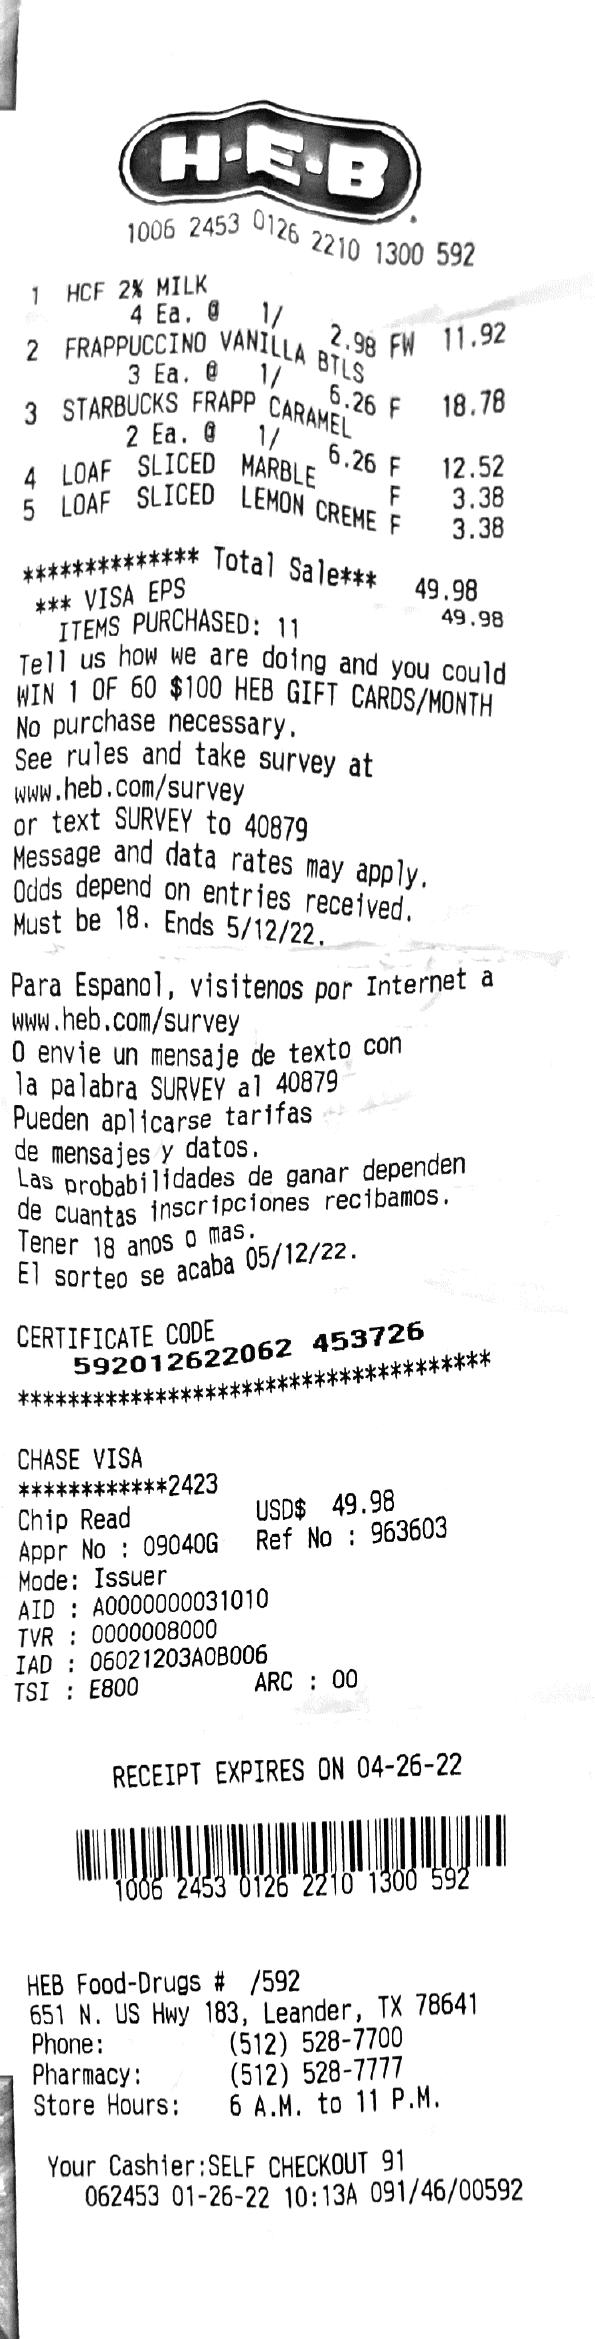 H-E-B
1006 2453 0126 2210 1300 592
1 HCF 2% MILK
4 Ea. @ 1/ 2.98 FW 11.92
2 FRAPPUCCINO VANILLA BTLS
3 Ea. @ 1/ 6.26 F 18.78
3 STARBUCKS FRAPP CARAMEL
2 Ea. @ 1/ 6.26 F 12.52
4 LOAF SLICED MARBLE F 3.38
5 LOAF SLICED LEMON CREME F 3.38
************** Total Sale*** 49.98
*** VISA EPS 49.98
ITEMS PURCHASED: 11
Tell us how we are doing and you could
WIN 1 OF 60 $100 HEB GIFT CARDS/MONTH
No purchase necessary.
See rules and take survey at
www.heb.com/survey
or text SURVEY to 40879
Message and data rates may apply.
Odds depend on entries received.
Must be 18. Ends 5/12/22.
Para Espanol, visitenos por Internet a
www.heb.com/survey
O envie un mensaje de texto con
la palabra SURVEY al 40879
Pueden aplicarse tarifas
de mensajes y datos.
Las probabilidades de ganar dependen
de cuantas inscripciones recibamos.
Tener 18 anos o mas.
El sorteo se acaba 05/12/22.
CERTIFICATE CODE
592012622062 453726
**************************************
CHASE VISA
************2423
Chip Read USD$ 49.98
Appr No : 09040G Ref No : 963603
Mode: Issuer
AID : A0000000031010
TVR : 0000008000
IAD : 06021203A0B006
TSI : E800 ARC : 00
RECEIPT EXPIRES ON 04-26-22
1006 2453 0126 2210 1300 592
HEB Food-Drugs # /592
651 N. US Hwy 183, Leander, TX 78641
Phone: (512) 528-7700
Pharmacy: (512) 528-7777
Store Hours: 6 A.M. to 11 P.M.
Your Cashier:SELF CHECKOUT 91
062453 01-26-22 10:13A 091/46/00592